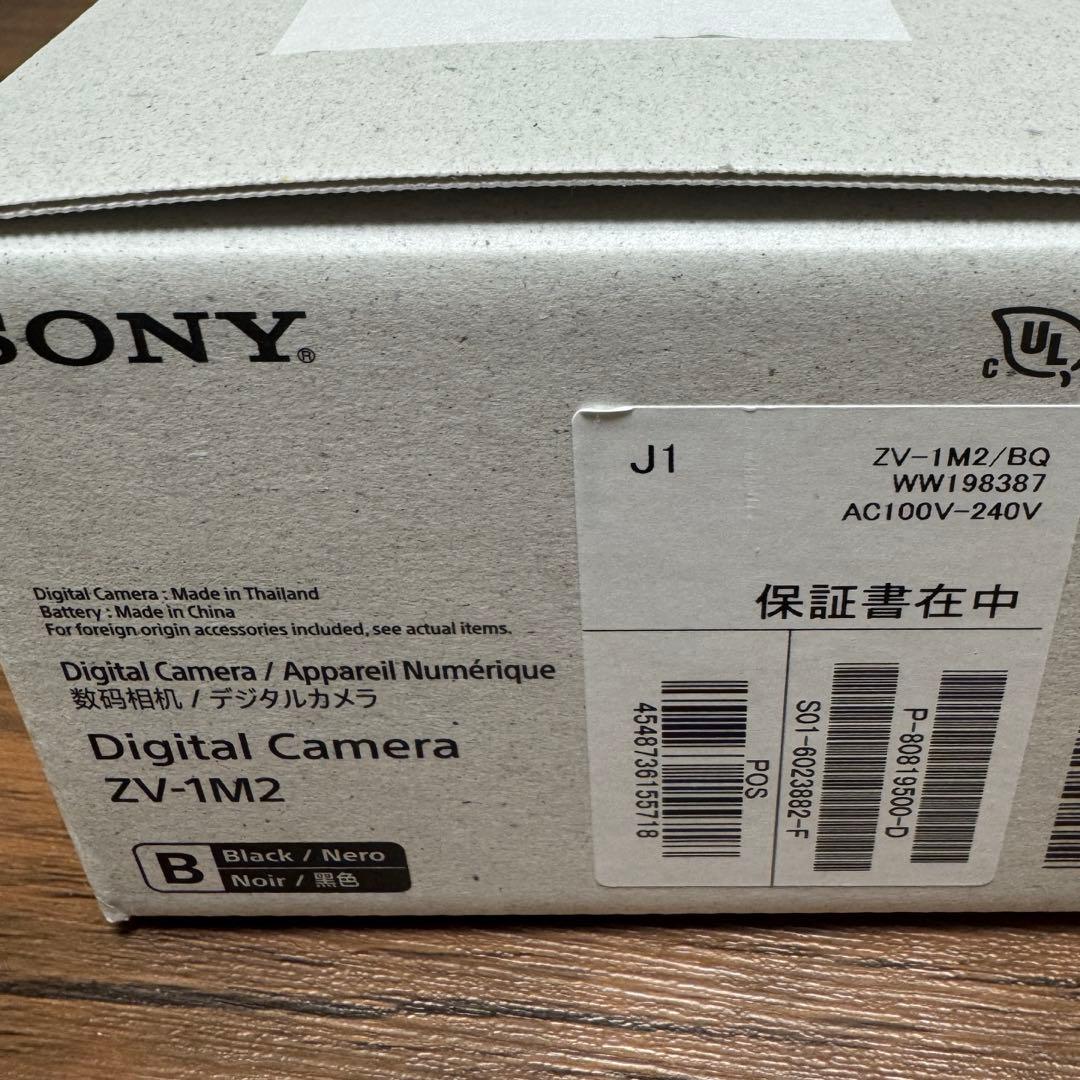 SONY®
c UL
J1
ZV-1M2/BQ
WW198387
AC100V-240V
保証書在中
Digital Camera : Made in Thailand
Battery : Made in China
For foreign origin accessories included, see actual items.
Digital Camera / Appareil Numérique
数码相机 / デジタルカメラ
Digital Camera
ZV-1M2
B
Black / Nero
Noir / 黑色
POS
4548736155718
S01-6023882-F
P-80819500-D